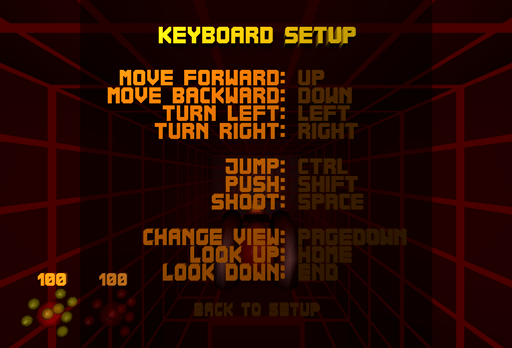 KEYBOARD SETUP
MOVE FORWARD: UP
MOVE BACKWARD: DOWN
TURN LEFT: LEFT
TURN RIGHT: RIGHT
JUMP: CTRL
PUSH: SHIFT
SHOOT: SPACE
CHANGE VIEW: PAGEDOWN
LOOK UP: HOME
LOOK DOWN: END
100 100
BACK TO SETUP